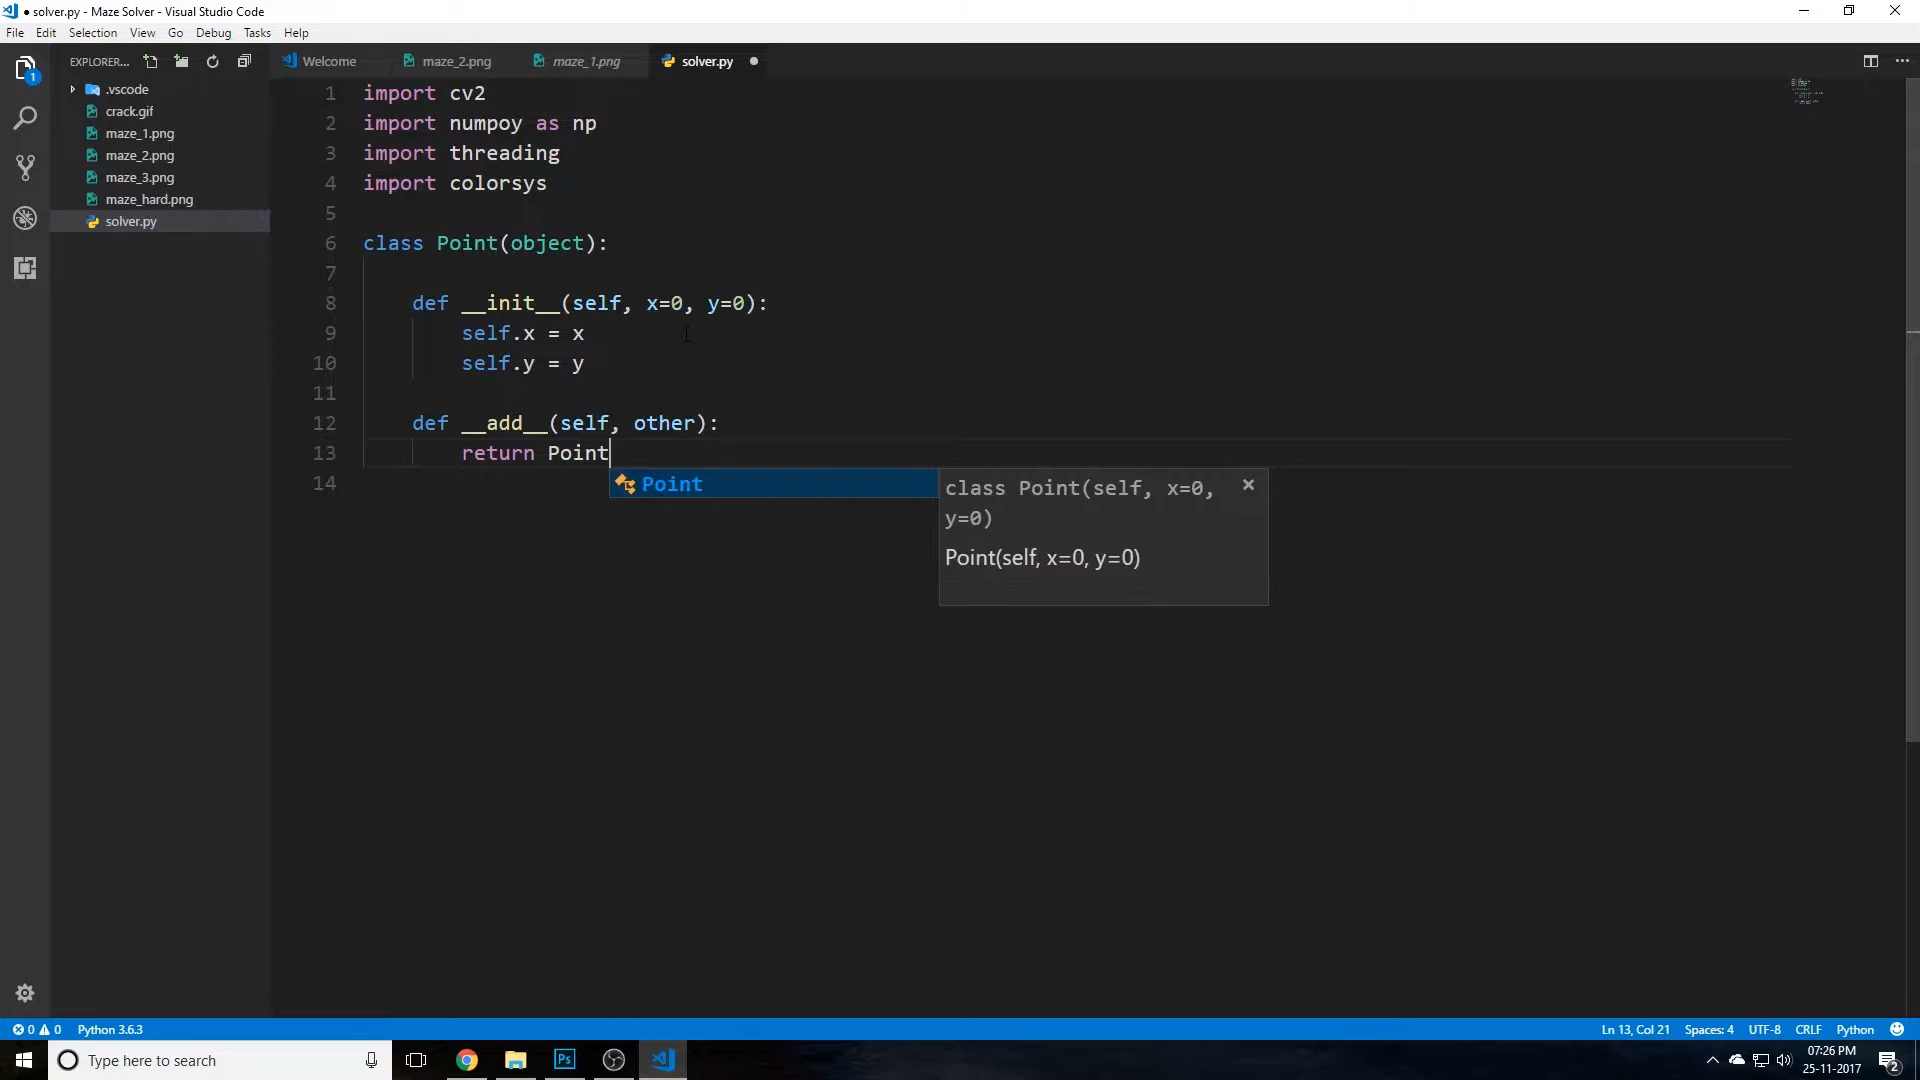 ● solver.py - Maze Solver - Visual Studio Code
File Edit Selection View Go Debug Tasks Help
EXPLORER... Welcome maze_2.png maze_1.png solver.py
.vscode
crack.gif
maze_1.png
maze_2.png
maze_3.png
maze_hard.png
solver.py
1
1 import cv2
2 import numpoy as np
3 import threading
4 import colorsys
5
6 class Point(object):
7
8 def __init__(self, x=0, y=0):
9 self.x = x
10 self.y = y
11
12 def __add__(self, other):
13 return Point
14
Point
class Point(self, x=0,
y=0)
Point(self, x=0, y=0)
0 0 Python 3.6.3 Ln 13, Col 21 Spaces: 4 UTF-8 CRLF Python
Type here to search Ps 07:26 PM
25-11-2017
2